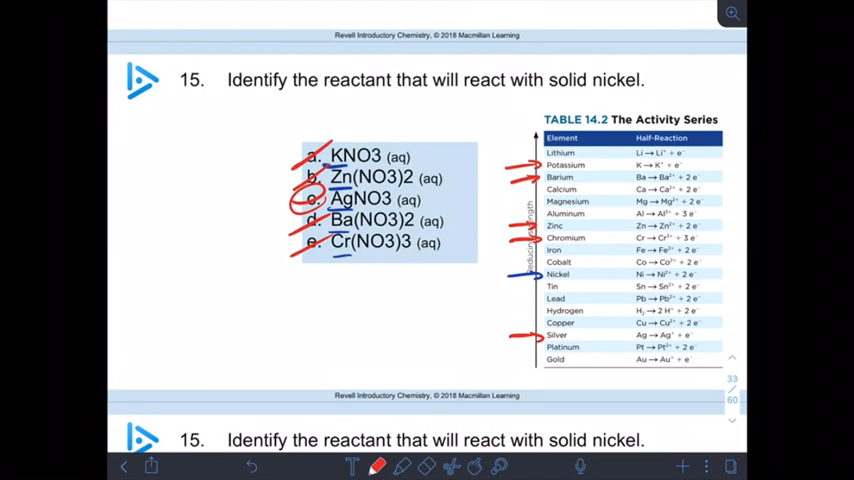 Revell Introductory Chemistry, © 2018 Macmillan Learning
15. Identify the reactant that will react with solid nickel.
a. KNO3 (aq)
b. Zn(NO3)2 (aq)
c. AgNO3 (aq)
d. Ba(NO3)2 (aq)
e. Cr(NO3)3 (aq)
TABLE 14.2 The Activity Series
Element Half-Reaction
Lithium Li → Li⁺ + e⁻
Potassium K → K⁺ + e⁻
Barium Ba → Ba²⁺ + 2 e⁻
Calcium Ca → Ca²⁺ + 2 e⁻
Magnesium Mg → Mg²⁺ + 2 e⁻
Aluminum Al → Al³⁺ + 3 e⁻
Zinc Zn → Zn²⁺ + 2 e⁻
Chromium Cr → Cr³⁺ + 3 e⁻
Iron Fe → Fe²⁺ + 2 e⁻
Cobalt Co → Co²⁺ + 2 e⁻
Nickel Ni → Ni²⁺ + 2 e⁻
Tin Sn → Sn²⁺ + 2 e⁻
Lead Pb → Pb²⁺ + 2 e⁻
Hydrogen H₂ → 2 H⁺ + 2 e⁻
Copper Cu → Cu²⁺ + 2 e⁻
Silver Ag → Ag⁺ + e⁻
Platinum Pt → Pt²⁺ + 2 e⁻
Gold Au → Au⁺ + e⁻
33
/
60
Revell Introductory Chemistry, © 2018 Macmillan Learning
15. Identify the reactant that will react with solid nickel.